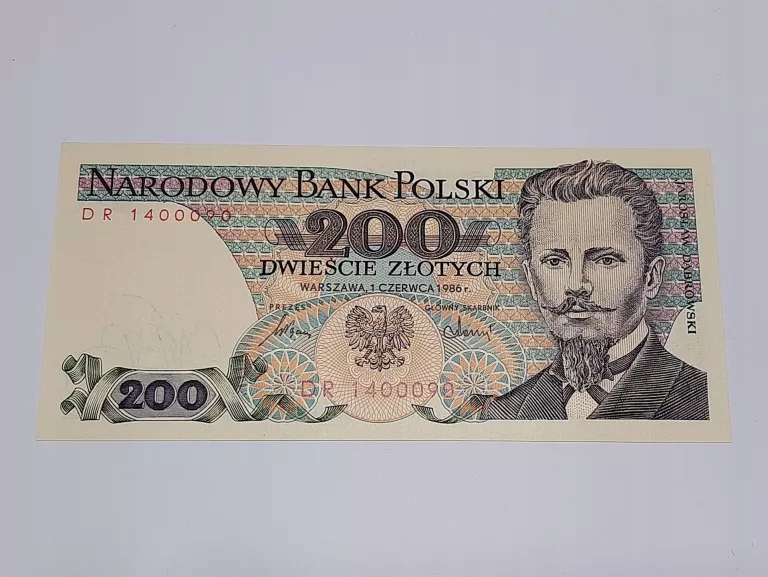 NARODOWY BANK POLSKI
DR 1400090
200
DWIEŚCIE ZŁOTYCH
WARSZAWA, 1 CZERWCA 1986 r.
PREZES GŁÓWNY SKARBNIK
JAROSŁAW DĄBROWSKI
200
DR 1400090